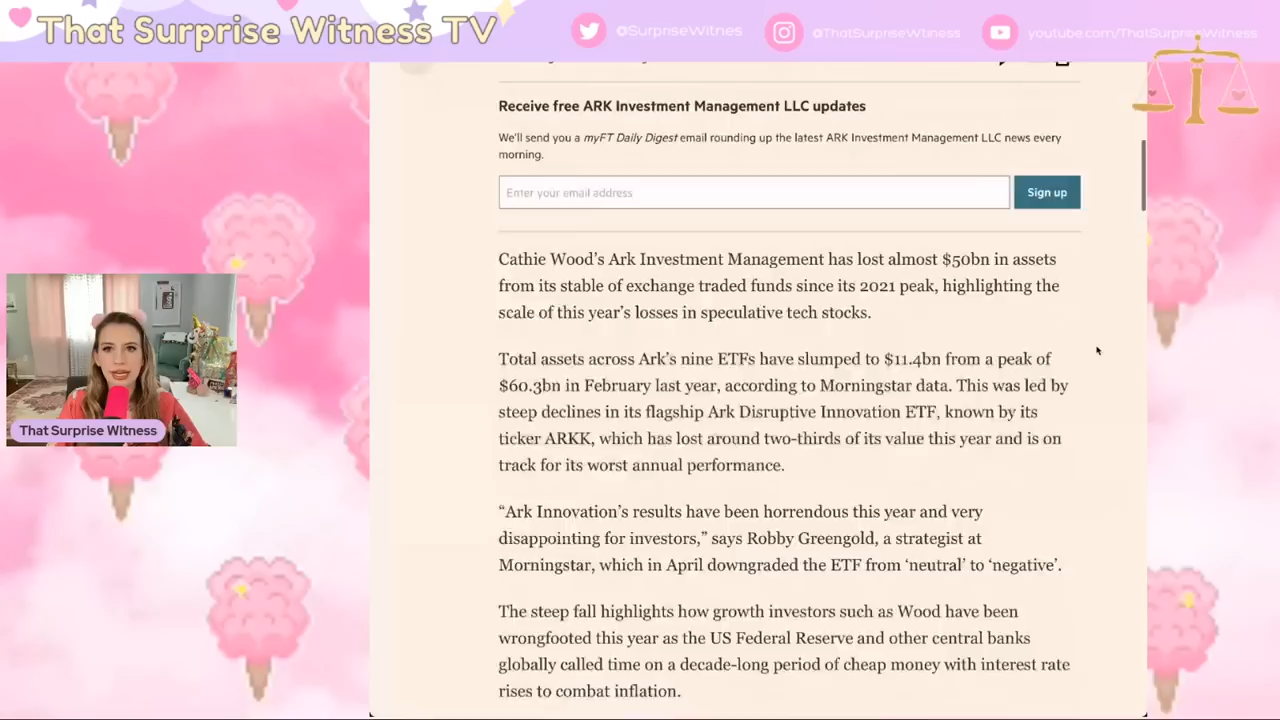 That Surprise Witness TV
@SurpriseWitnes
@ThatSurpriseWtiness
youtube.com/ThatSurpriseWitness
Receive free ARK Investment Management LLC updates
We'll send you a myFT Daily Digest email rounding up the latest ARK Investment Management LLC news every
morning.
Enter your email address
Sign up
Cathie Wood's Ark Investment Management has lost almost $50bn in assets
from its stable of exchange traded funds since its 2021 peak, highlighting the
scale of this year's losses in speculative tech stocks.
Total assets across Ark's nine ETFs have slumped to $11.4bn from a peak of
$60.3bn in February last year, according to Morningstar data. This was led by
steep declines in its flagship Ark Disruptive Innovation ETF, known by its
ticker ARKK, which has lost around two-thirds of its value this year and is on
track for its worst annual performance.
“Ark Innovation's results have been horrendous this year and very
disappointing for investors,” says Robby Greengold, a strategist at
Morningstar, which in April downgraded the ETF from ‘neutral’ to ‘negative’.
The steep fall highlights how growth investors such as Wood have been
wrongfooted this year as the US Federal Reserve and other central banks
globally called time on a decade-long period of cheap money with interest rate
rises to combat inflation.
That Surprise Witness